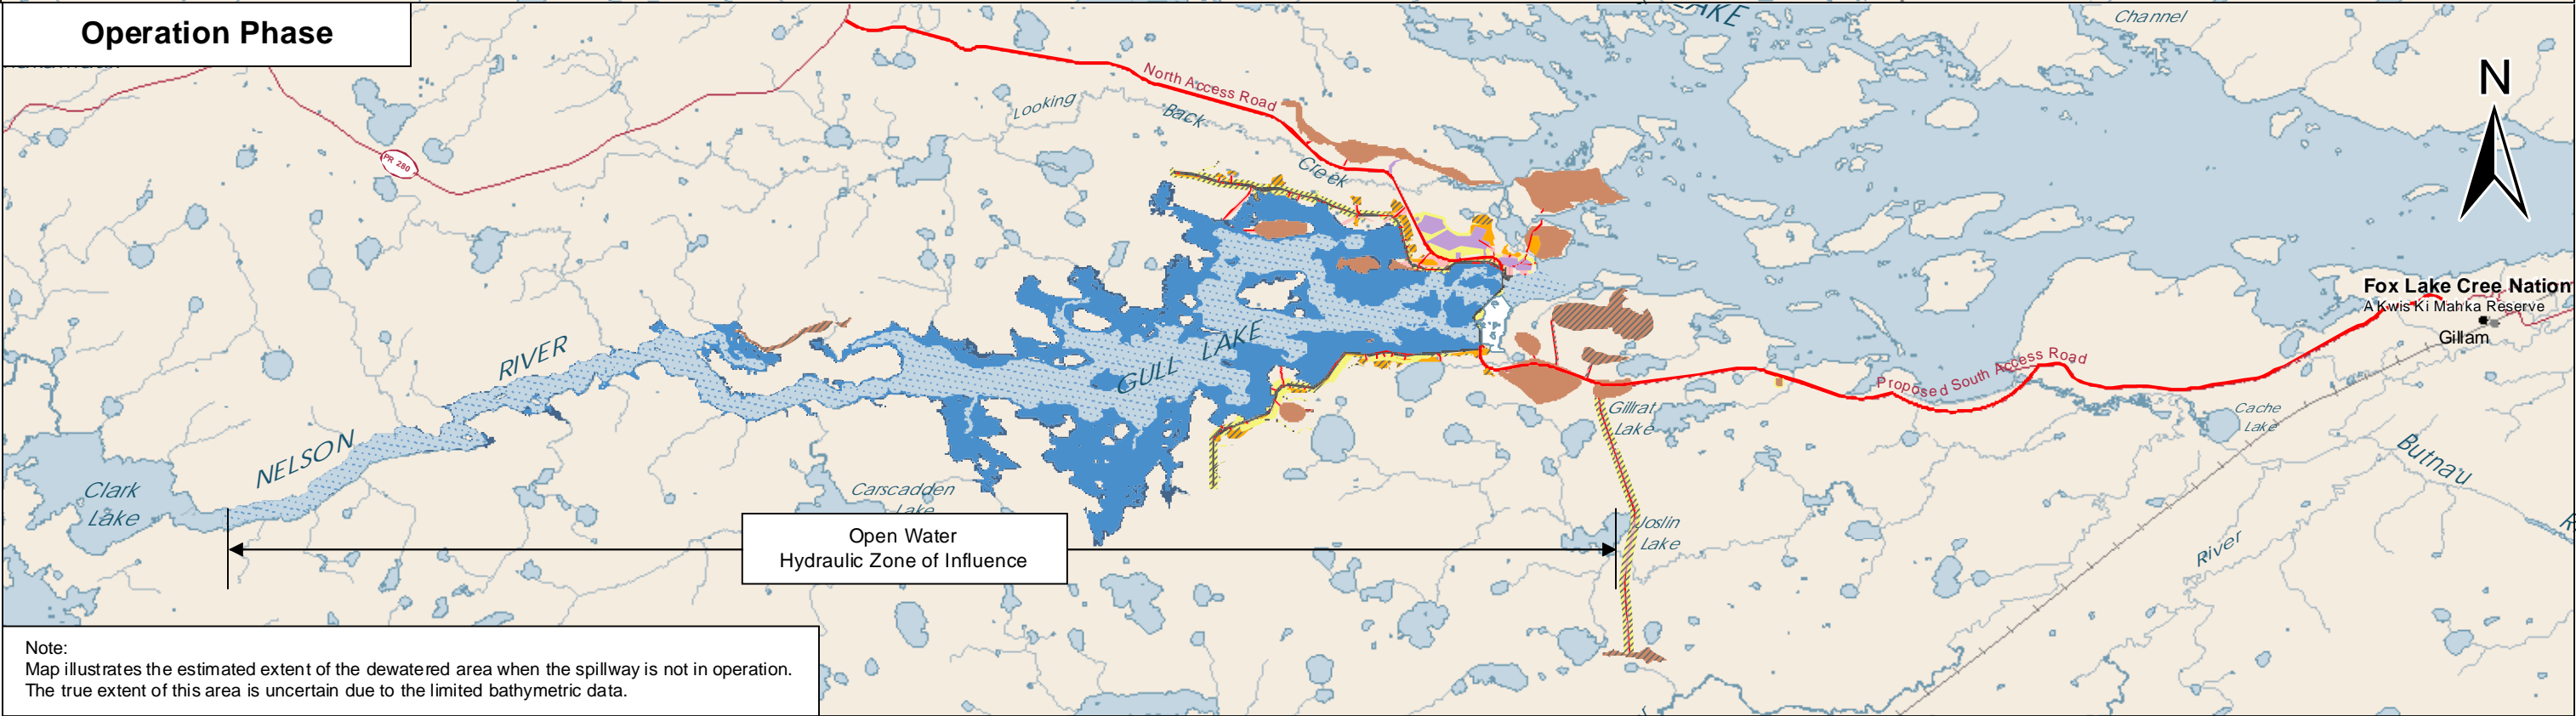 Operation Phase
LAKE
Channel
N
North Access Road
Looking
Back
Creek
PR 280
Fox Lake Cree Nation
A Kwis Ki Mahka Reserve
Gillam
RIVER
GULL LAKE
Proposed South Access Road
NELSON
Gillrat
Lake
Cache
Lake
Butnau
River
Clark
Lake
Carscadden
Lake
Joslin
Lake
Open Water
Hydraulic Zone of Influence
Note:
Map illustrates the estimated extent of the dewatered area when the spillway is not in operation.
The true extent of this area is uncertain due to the limited bathymetric data.